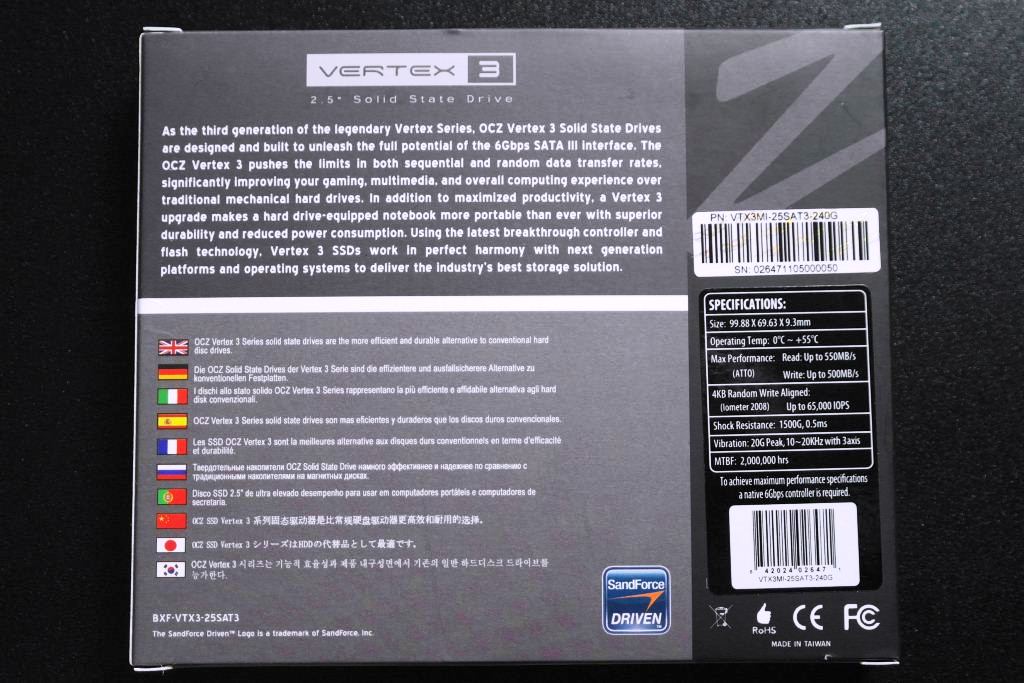 VERTEX 3
2.5" Solid State Drive
As the third generation of the legendary Vertex Series, OCZ Vertex 3 Solid State Drives
are designed and built to unleash the full potential of the 6Gbps SATA III interface. The
OCZ Vertex 3 pushes the limits in both sequential and random data transfer rates,
significantly improving your gaming, multimedia, and overall computing experience over
traditional mechanical hard drives. In addition to maximized productivity, a Vertex 3
upgrade makes a hard drive-equipped notebook more portable than ever with superior
durability and reduced power consumption. Using the latest breakthrough controller and
flash technology, Vertex 3 SSDs work in perfect harmony with next generation
platforms and operating systems to deliver the industry's best storage solution.
OCZ Vertex 3 Series solid state drives are the more efficient and durable alternative to conventional hard
disc drives.
Die OCZ Solid State Drives der Vertex 3 Serie sind die effizientere und ausfallsicherere Alternative zu
konventionellen Festplatten.
I dischi allo stato solido OCZ Vertex 3 Series rappresentano la più efficiente e affidabile alternativa agli hard
disk convenzionali.
OCZ Vertex 3 Series solid state drives son mas eficientes y duraderos que los discos duros convencionales.
Les SSD OCZ Vertex 3 sont la meilleures alternative aux disques durs conventionnels en terme d'efficacité
et durabilité.
Твердотельные накопители OCZ Solid State Drive намного эффективнее и надежнее по сравнению с
традиционными накопителями на магнитных дисках.
Disco SSD 2.5" de ultra elevado desempenho para usar em computadores portáteis e computadores de
secretaria.
OCZ SSD Vertex 3 系列固态驱动器是比常规硬盘驱动器更高效和耐用的选择。
OCZ SSD Vertex 3 シリーズはHDDの代替品として最適です。
OCZ Vertex 3 시리즈는 기능적 효율성과 제품 내구성면에서 기존의 일반 하드디스크 드라이브를
능가한다.
BXF-VTX3-25SAT3
The SandForce Driven™ Logo is a trademark of SandForce, Inc.
SandForce
DRIVEN™
PN: VTX3MI-25SAT3-240G
SN: 026471105000050
SPECIFICATIONS:
Size: 99.88 X 69.63 X 9.3mm
Operating Temp: 0°C ~ +55°C
Max Performance: Read: Up to 550MB/s
(ATTO) Write: Up to 500MB/s
4KB Random Write Aligned:
(Iometer 2008) Up to 65,000 IOPS
Shock Resistance: 1500G, 0.5ms
Vibration: 20G Peak, 10~20KHz with 3axis
MTBF: 2,000,000 hrs
To achieve maximum performance specifications
a native 6Gbps controller is required.
8 42024 02647 1
VTX3MI-25SAT3-240G
RoHS CE FC
MADE IN TAIWAN